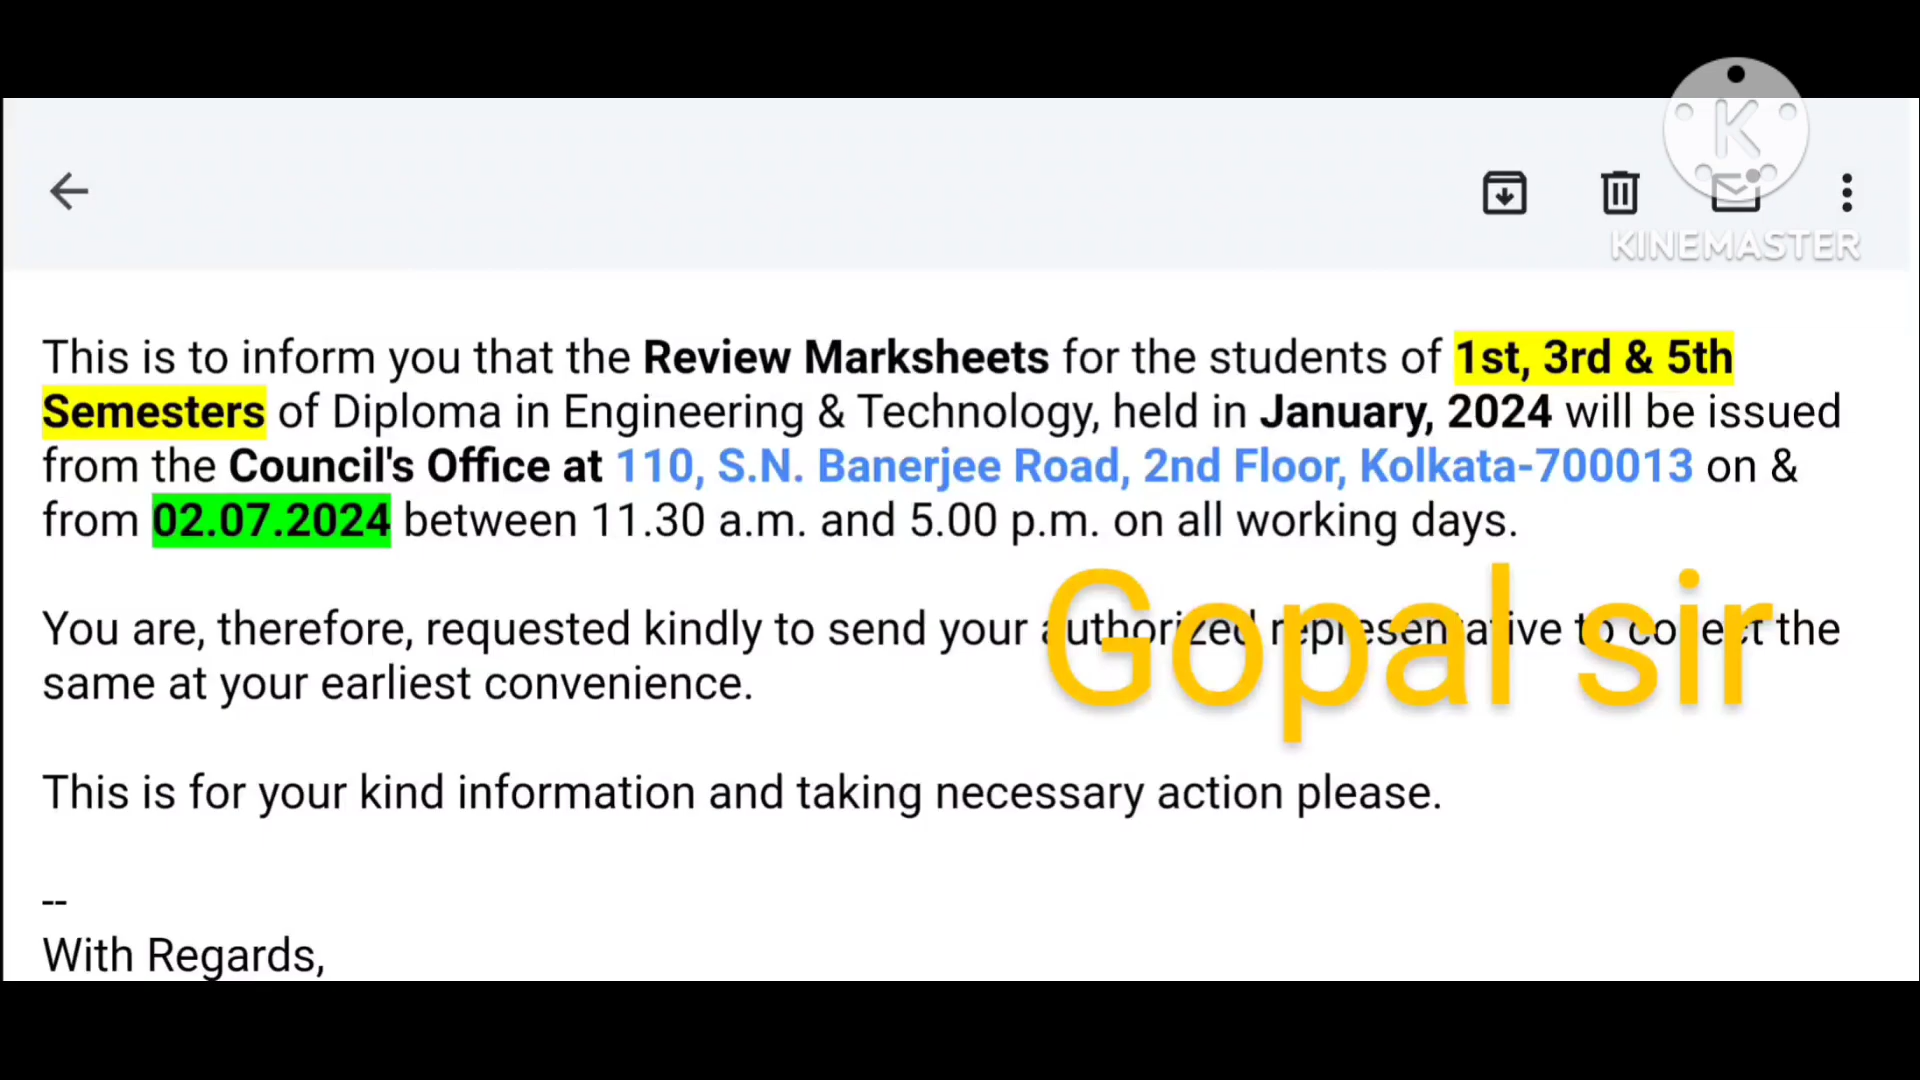 K
KINEMASTER
This is to inform you that the Review Marksheets for the students of 1st, 3rd & 5th
Semesters of Diploma in Engineering & Technology, held in January, 2024 will be issued
from the Council's Office at 110, S.N. Banerjee Road, 2nd Floor, Kolkata-700013 on &
from 02.07.2024 between 11.30 a.m. and 5.00 p.m. on all working days.
You are, therefore, requested kindly to send your authorized representative to collect the
same at your earliest convenience.
Gopal sir
This is for your kind information and taking necessary action please.
--
With Regards,